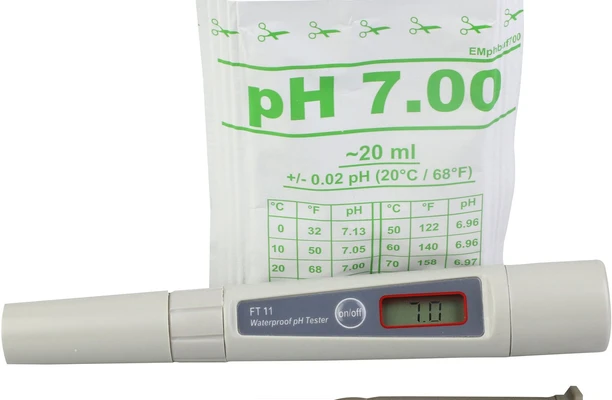 EMphbuf700
pH 7.00
~20 ml
+/- 0.02 pH (20°C / 68°F)
°C °F pH °C °F pH
0 32 7.13 50 122 6.96
10 50 7.05 60 140 6.96
20 68 7.00 70 158 6.97
FT 11
Waterproof pH Tester
on/off
7.0